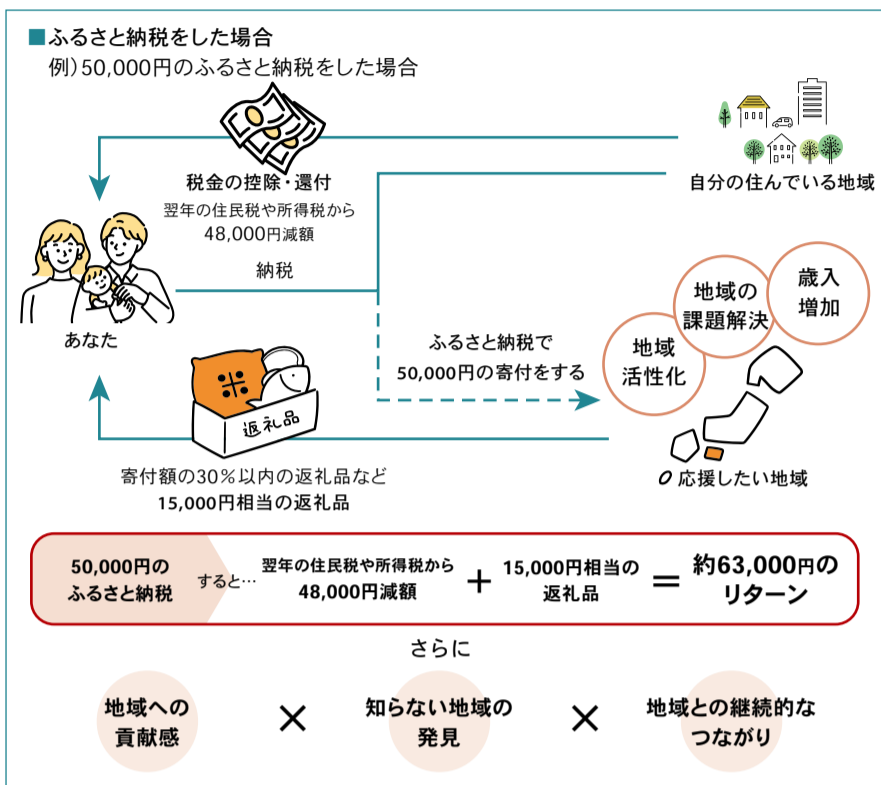 ■ふるさと納税をした場合
例)50,000円のふるさと納税をした場合
税金の控除・還付
翌年の住民税や所得税から
48,000円減額
納税
あなた
自分の住んでいる地域
ふるさと納税で
50,000円の寄付をする
地域
活性化
地域の
課題解決
歳入
増加
応援したい地域
返礼品
寄付額の30%以内の返礼品など
15,000円相当の返礼品
50,000円の
ふるさと納税
すると…
翌年の住民税や所得税から
48,000円減額
+
15,000円相当の
返礼品
=
約63,000円の
リターン
さらに
地域への
貢献感
×
知らない地域の
発見
×
地域との継続的な
つながり